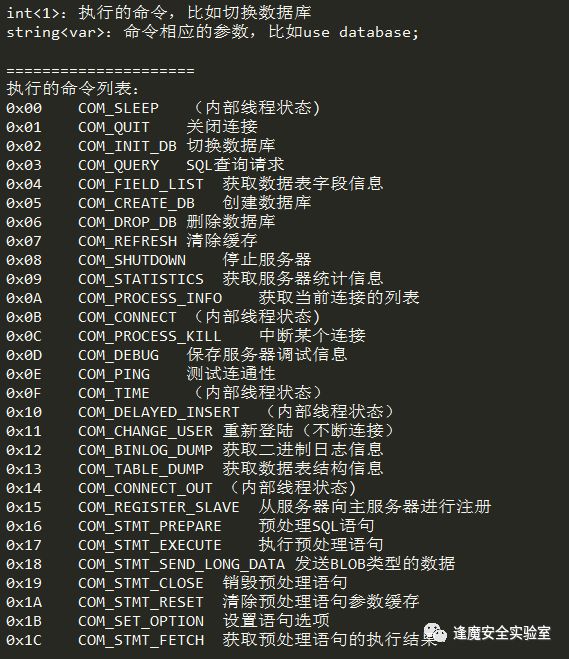 int<1>: 执行的命令，比如切换数据库
string<var>: 命令相应的参数，比如use database;
=====================
执行的命令列表：
0x00 COM_SLEEP （内部线程状态)
0x01 COM_QUIT 关闭连接
0x02 COM_INIT_DB 切换数据库
0x03 COM_QUERY SQL查询请求
0x04 COM_FIELD_LIST 获取数据表字段信息
0x05 COM_CREATE_DB 创建数据库
0x06 COM_DROP_DB 删除数据库
0x07 COM_REFRESH 清除缓存
0x08 COM_SHUTDOWN 停止服务器
0x09 COM_STATISTICS 获取服务器统计信息
0x0A COM_PROCESS_INFO 获取当前连接的列表
0x0B COM_CONNECT （内部线程状态)
0x0C COM_PROCESS_KILL 中断某个连接
0x0D COM_DEBUG 保存服务器调试信息
0x0E COM_PING 测试连通性
0x0F COM_TIME （内部线程状态）
0x10 COM_DELAYED_INSERT （内部线程状态）
0x11 COM_CHANGE_USER 重新登陆（不断连接）
0x12 COM_BINLOG_DUMP 获取二进制日志信息
0x13 COM_TABLE_DUMP 获取数据表结构信息
0x14 COM_CONNECT_OUT （内部线程状态)
0x15 COM_REGISTER_SLAVE 从服务器向主服务器进行注册
0x16 COM_STMT_PREPARE 预处理SQL语句
0x17 COM_STMT_EXECUTE 执行预处理语句
0x18 COM_STMT_SEND_LONG_DATA 发送BLOB类型的数据
0x19 COM_STMT_CLOSE 销毁预处理语句
0x1A COM_STMT_RESET 清除预处理语句参数缓存
0x1B COM_SET_OPTION 设置语句选项
0x1C COM_STMT_FETCH 获取预处理语句的执行结果
逢魔安全实验室